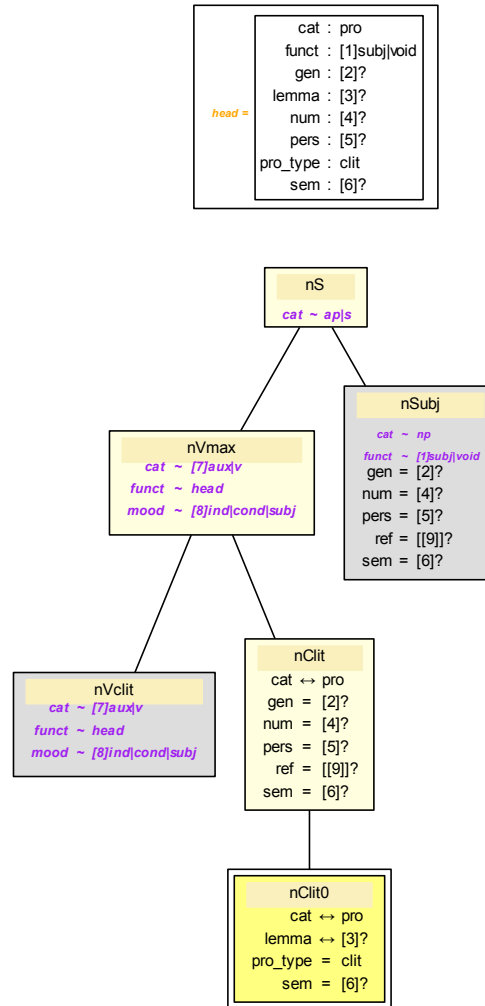 cat : pro
funct : [1]subj|void
gen : [2]?
lemma : [3]?
head =
num : [4]?
pers : [5]?
pro_type : clit
sem : [6]?
nS
cat ~ ap|s
nSubj
cat ~ np
funct ~ [1]subj|void
gen = [2]?
num = [4]?
pers = [5]?
ref = [[9]]?
sem = [6]?
nVmax
cat ~ [7]aux|v
funct ~ head
mood ~ [8]ind|cond|subj
nClit
cat ↔ pro
gen = [2]?
num = [4]?
pers = [5]?
ref = [[9]]?
sem = [6]?
nVclit
cat ~ [7]aux|v
funct ~ head
mood ~ [8]ind|cond|subj
nClit0
cat ↔ pro
lemma ↔ [3]?
pro_type = clit
sem = [6]?